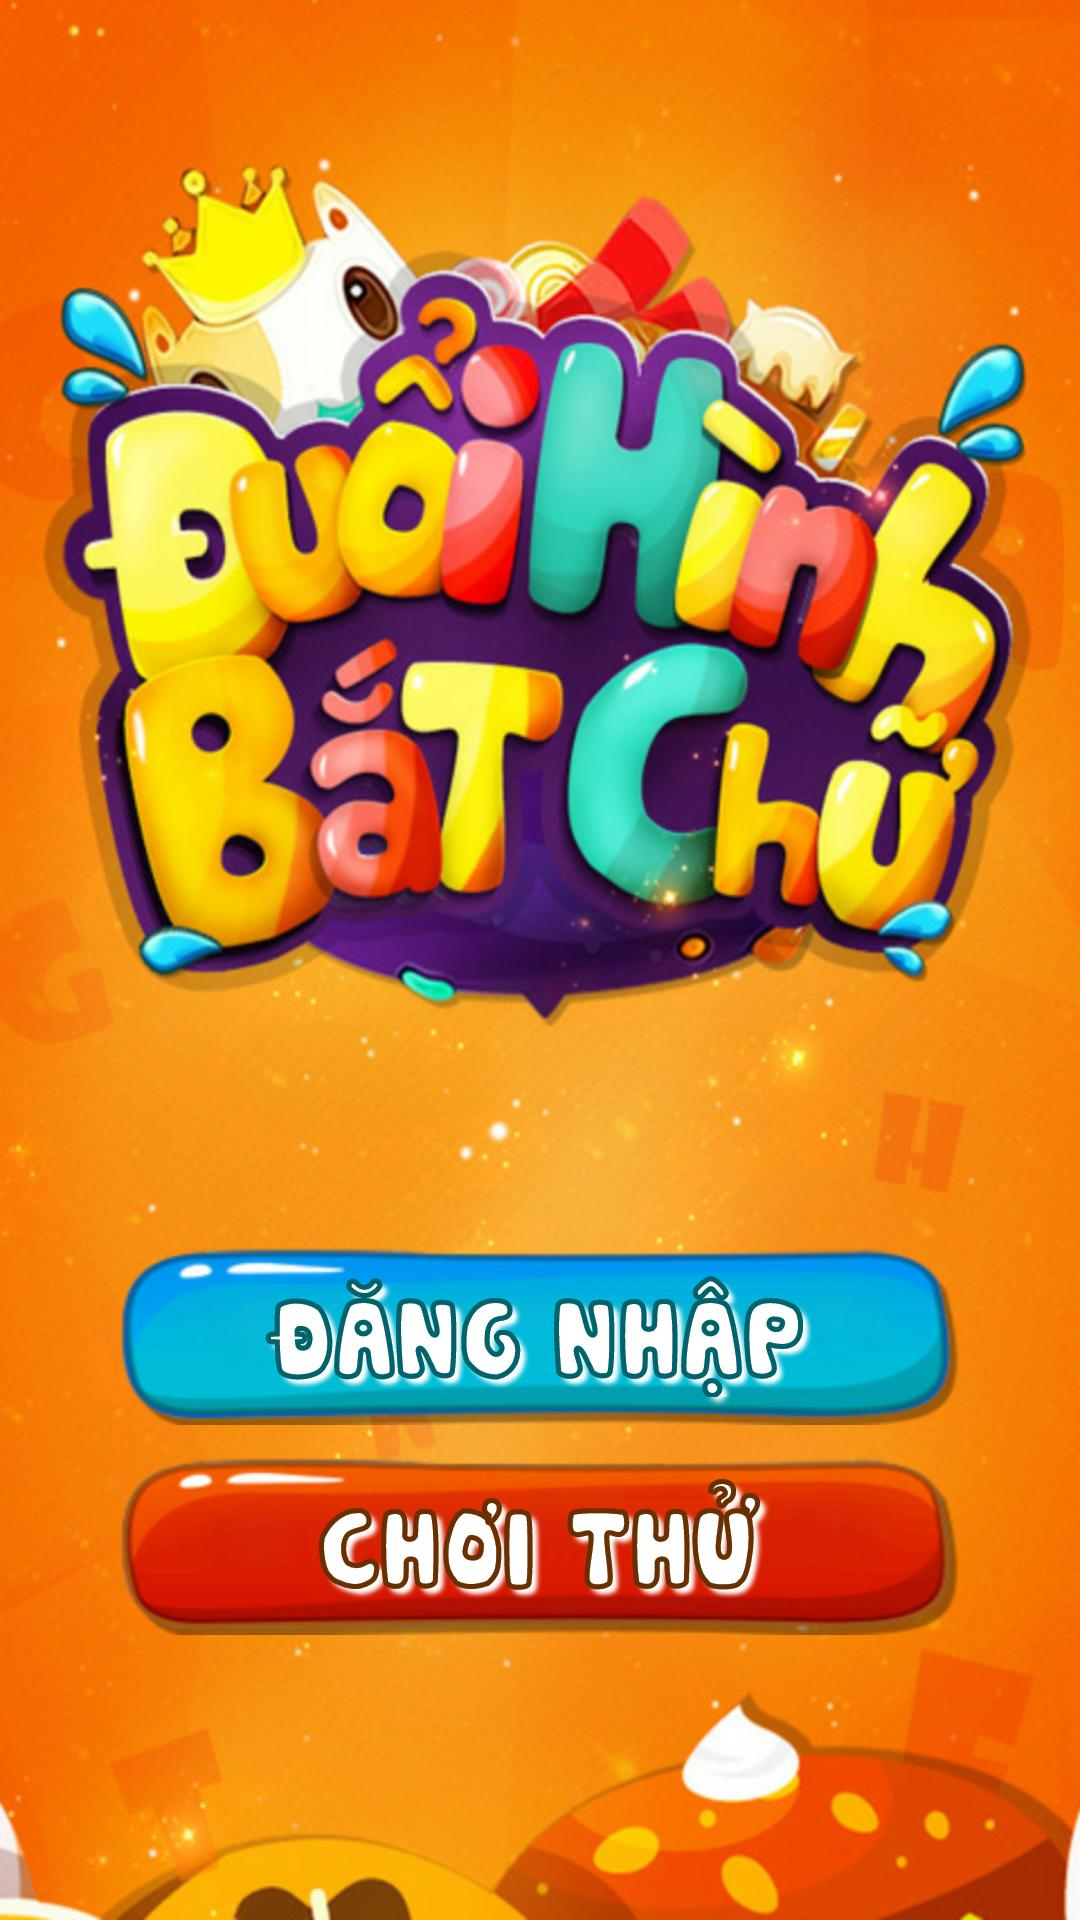 Đuổi Hình
Bắt Chữ
ĐĂNG NHẬP
CHƠI THỬ